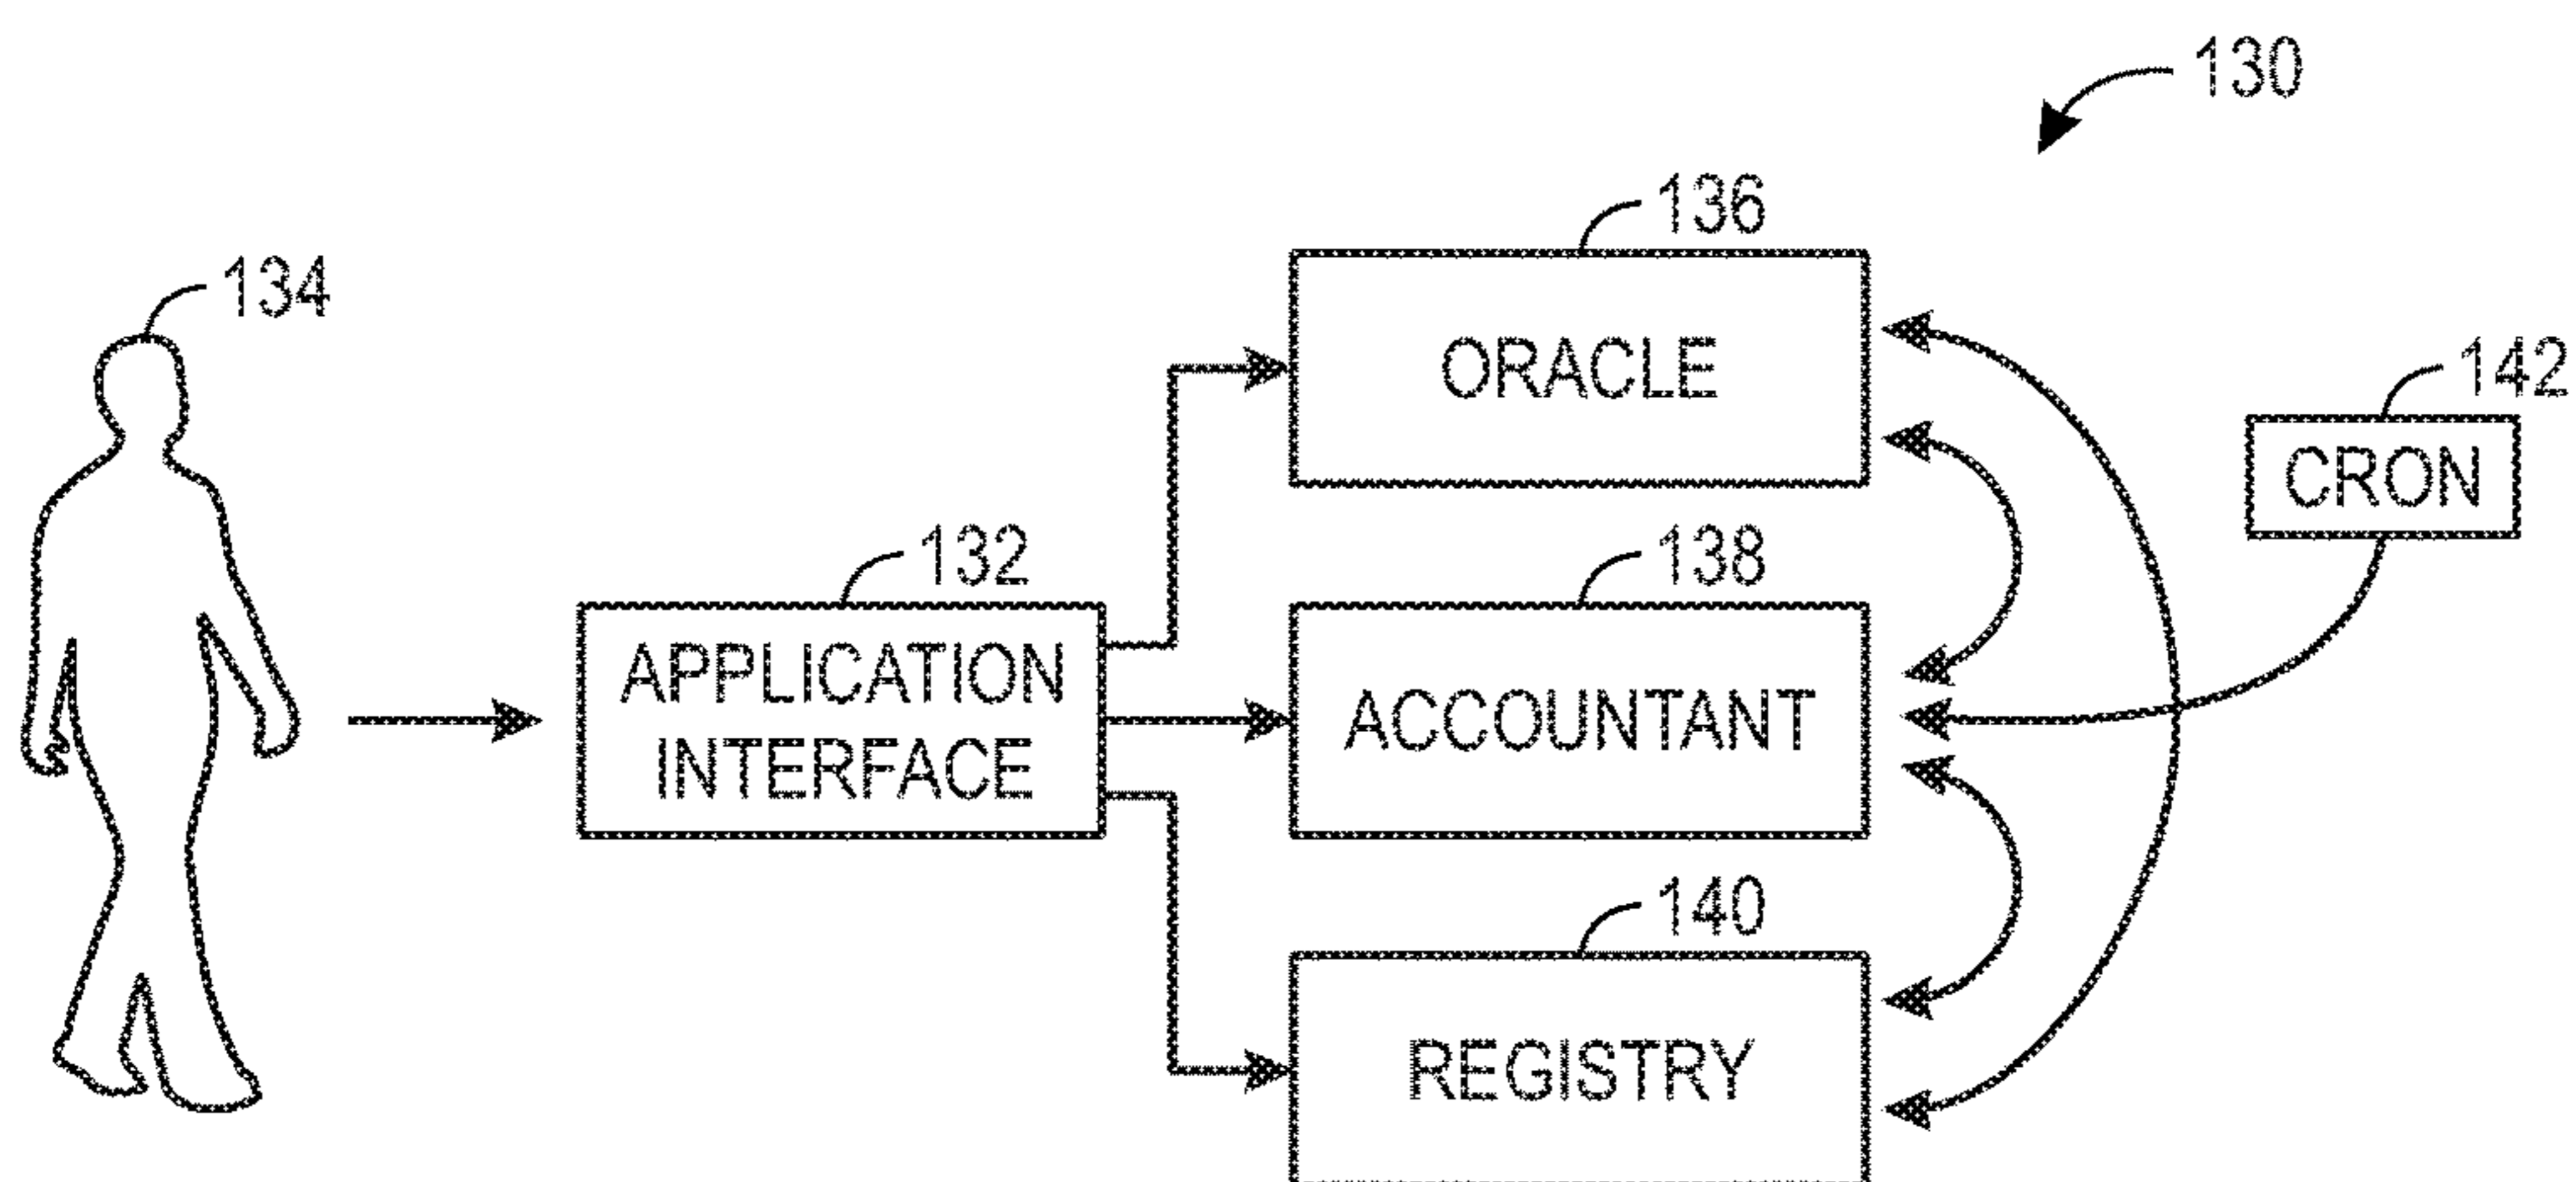 130
136
134
ORACLE
142
CRON
132
138
APPLICATION
INTERFACE
ACCOUNTANT
140
REGISTRY